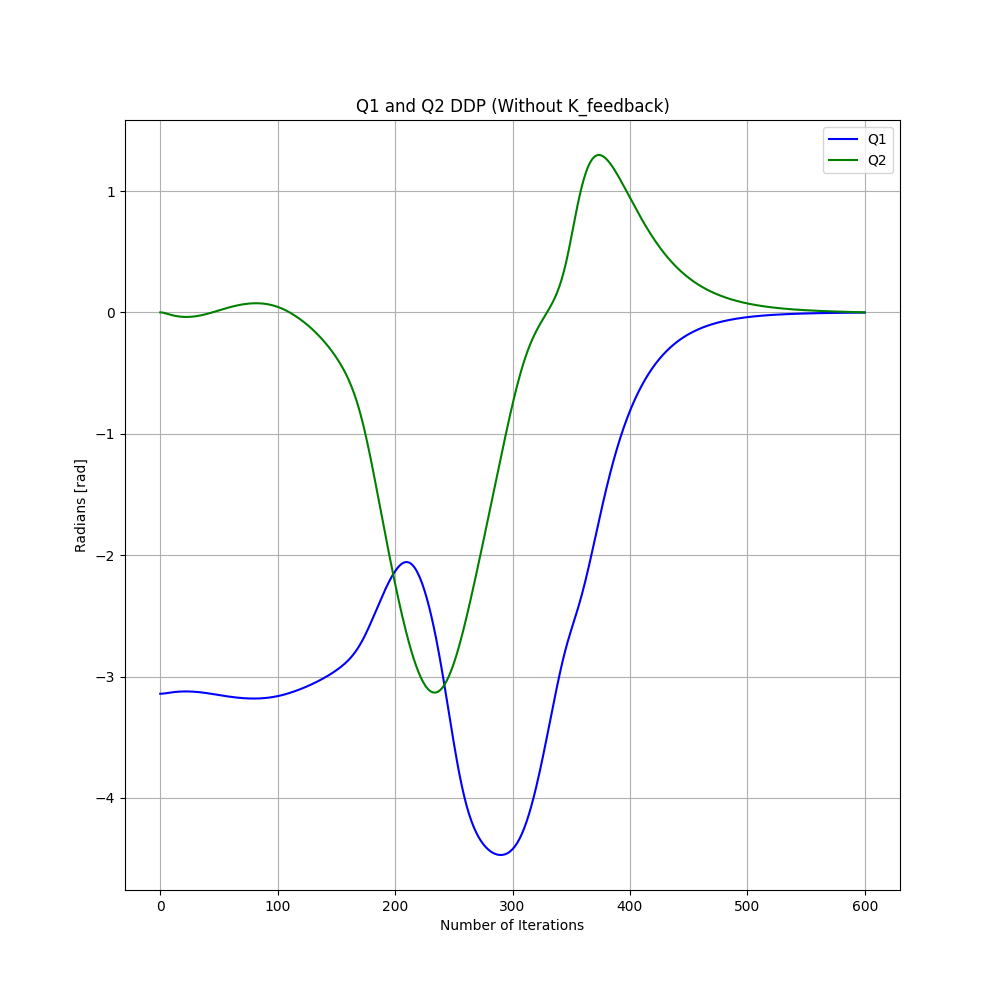 Q1 and Q2 DDP (Without K_feedback)
Q1
Q2
Radians [rad]
1
0
−1
−2
−3
−4
0 100 200 300 400 500 600
Number of Iterations